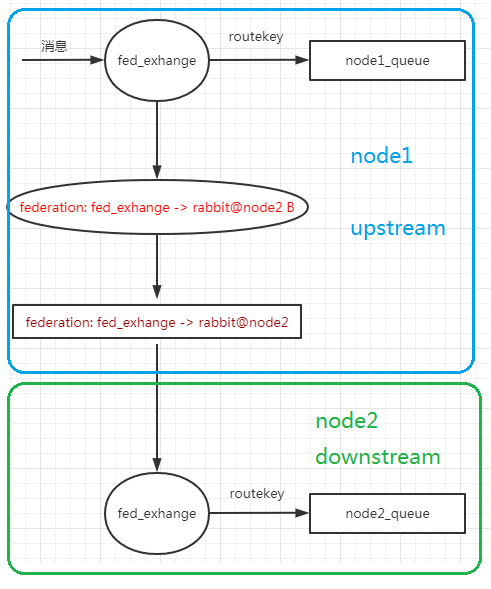 消息
fed_exhange
routekey
node1_queue
node1
upstream
federation: fed_exhange -> rabbit@node2 B
federation: fed_exhange -> rabbit@node2
node2
downstream
fed_exhange
routekey
node2_queue